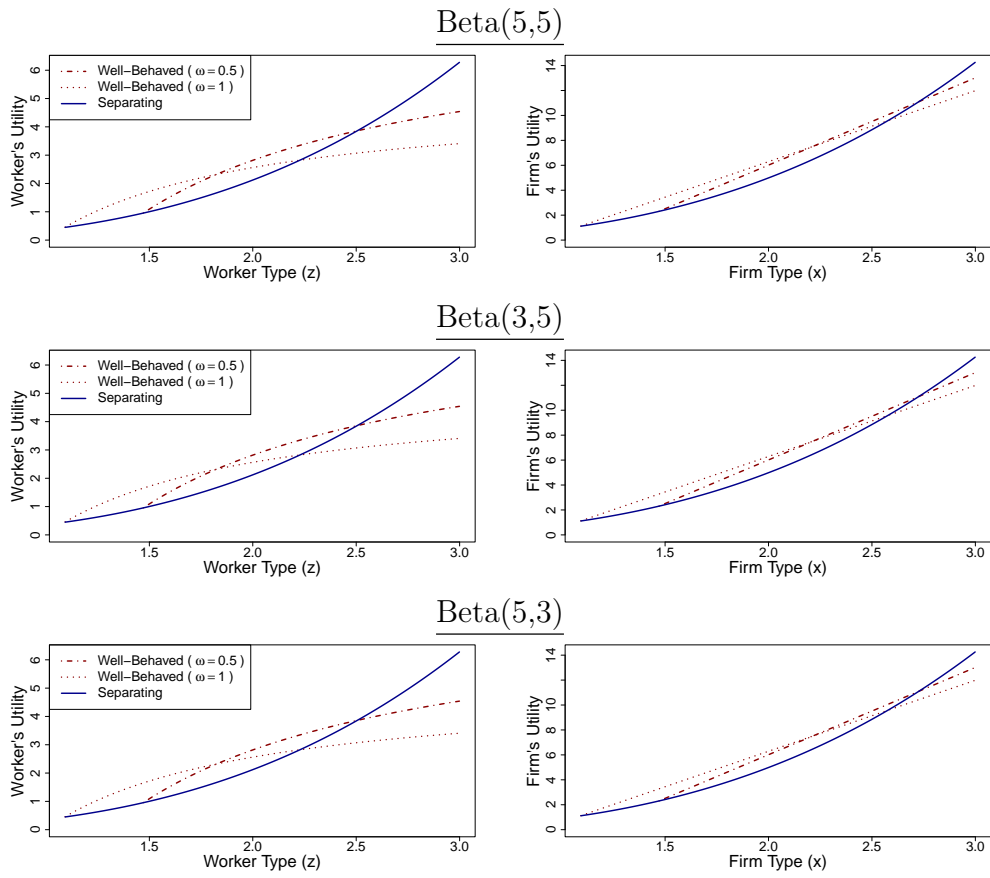 Beta(5,5)
Well−Behaved ( ω = 0.5 )
Well−Behaved ( ω = 1 )
Separating
Worker's Utility
0 1 2 3 4 5 6
1.5 2.0 2.5 3.0
Worker Type (z)
Firm's Utility
0 2 4 6 8 10 14
1.5 2.0 2.5 3.0
Firm Type (x)
Beta(3,5)
Well−Behaved ( ω = 0.5 )
Well−Behaved ( ω = 1 )
Separating
Worker's Utility
0 1 2 3 4 5 6
1.5 2.0 2.5 3.0
Worker Type (z)
Firm's Utility
0 2 4 6 8 10 14
1.5 2.0 2.5 3.0
Firm Type (x)
Beta(5,3)
Well−Behaved ( ω = 0.5 )
Well−Behaved ( ω = 1 )
Separating
Worker's Utility
0 1 2 3 4 5 6
1.5 2.0 2.5 3.0
Worker Type (z)
Firm's Utility
0 2 4 6 8 10 14
1.5 2.0 2.5 3.0
Firm Type (x)